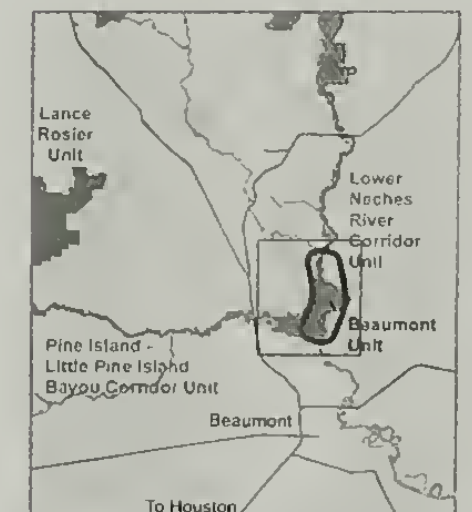 Lance
Rosier
Unit
Lower
Neches
River
Corridor
Unit
Beaumont
Unit
Pine Island -
Little Pine Island
Bayou Corridor Unit
Beaumont
To Houston